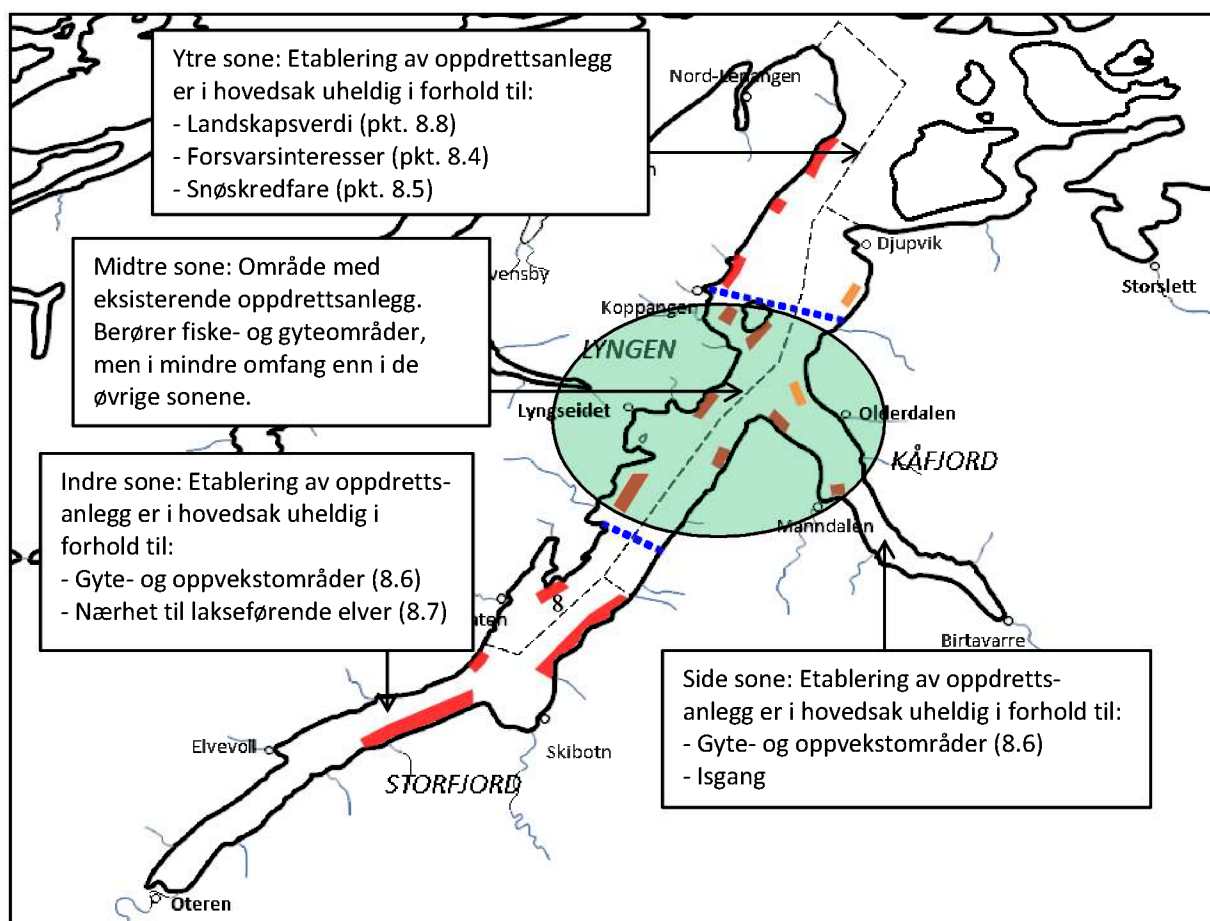 Ytre sone: Etablering av oppdrettsanlegg
er i hovedsak uheldig i forhold til:
- Landskapsverdi (pkt. 8.8)
- Forsvarsinteresser (pkt. 8.4)
- Snøskredfare (pkt. 8.5)
Nord-Lenangen
Djupvik
Storslett
Midtre sone: Område med
eksisterende oppdrettsanlegg.
Berører fiske- og gyteområder,
men i mindre omfang enn i de
øvrige sonene.
vensby
Koppangen
LYNGEN
Lyngseidet
Olderdalen
KÅFJORD
Manndalen
Indre sone: Etablering av oppdretts-
anlegg er i hovedsak uheldig i
forhold til:
- Gyte- og oppvekstområder (8.6)
- Nærhet til lakseførende elver (8.7)
8
aten
Birtavarre
Side sone: Etablering av oppdretts-
anlegg er i hovedsak uheldig i forhold til:
- Gyte- og oppvekstområder (8.6)
- Isgang
Elvevoll
Skibotn
STORFJORD
Oteren